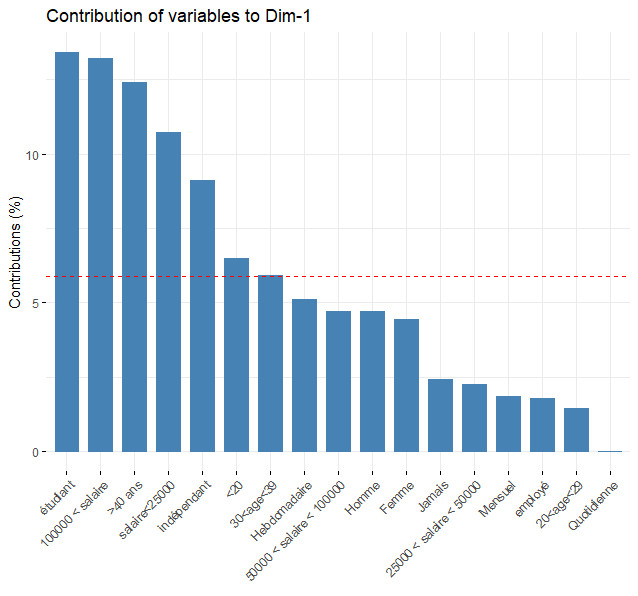 Contribution of variables to Dim-1
Contributions (%)
10
5
0
étudiant
100000 < salaire
>40 ans
salaire<25000
Indépendant
<20
30<age<39
Hebdomadaire
50000 < salaire < 100000
Homme
Femme
Jamais
25000 < salaire < 50000
Mensuel
employé
20<age<29
Quotidienne